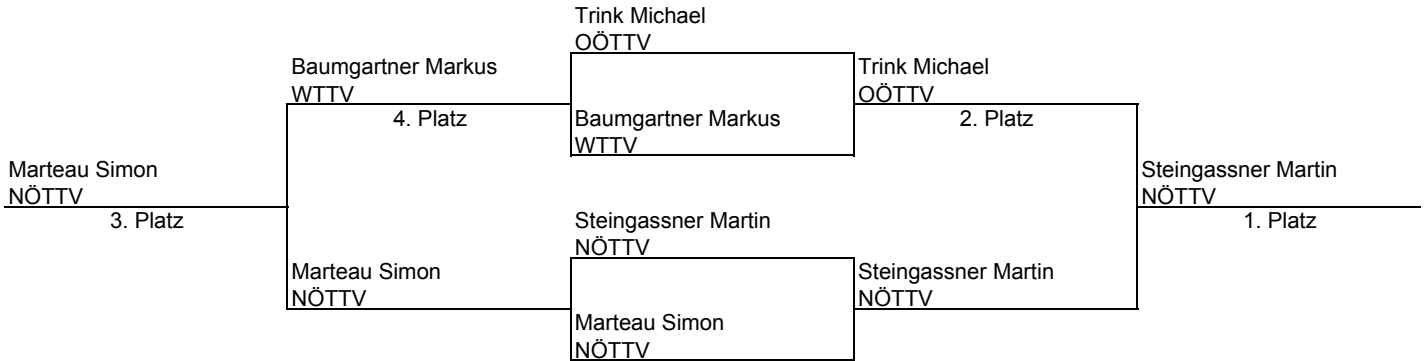 Trink Michael
OÖTTV
Baumgartner Markus
WTTV
4. Platz
Trink Michael
OÖTTV
2. Platz
Baumgartner Markus
WTTV
Marteau Simon
NÖTTV
3. Platz
Steingassner Martin
NÖTTV
1. Platz
Steingassner Martin
NÖTTV
Marteau Simon
NÖTTV
Steingassner Martin
NÖTTV
Marteau Simon
NÖTTV